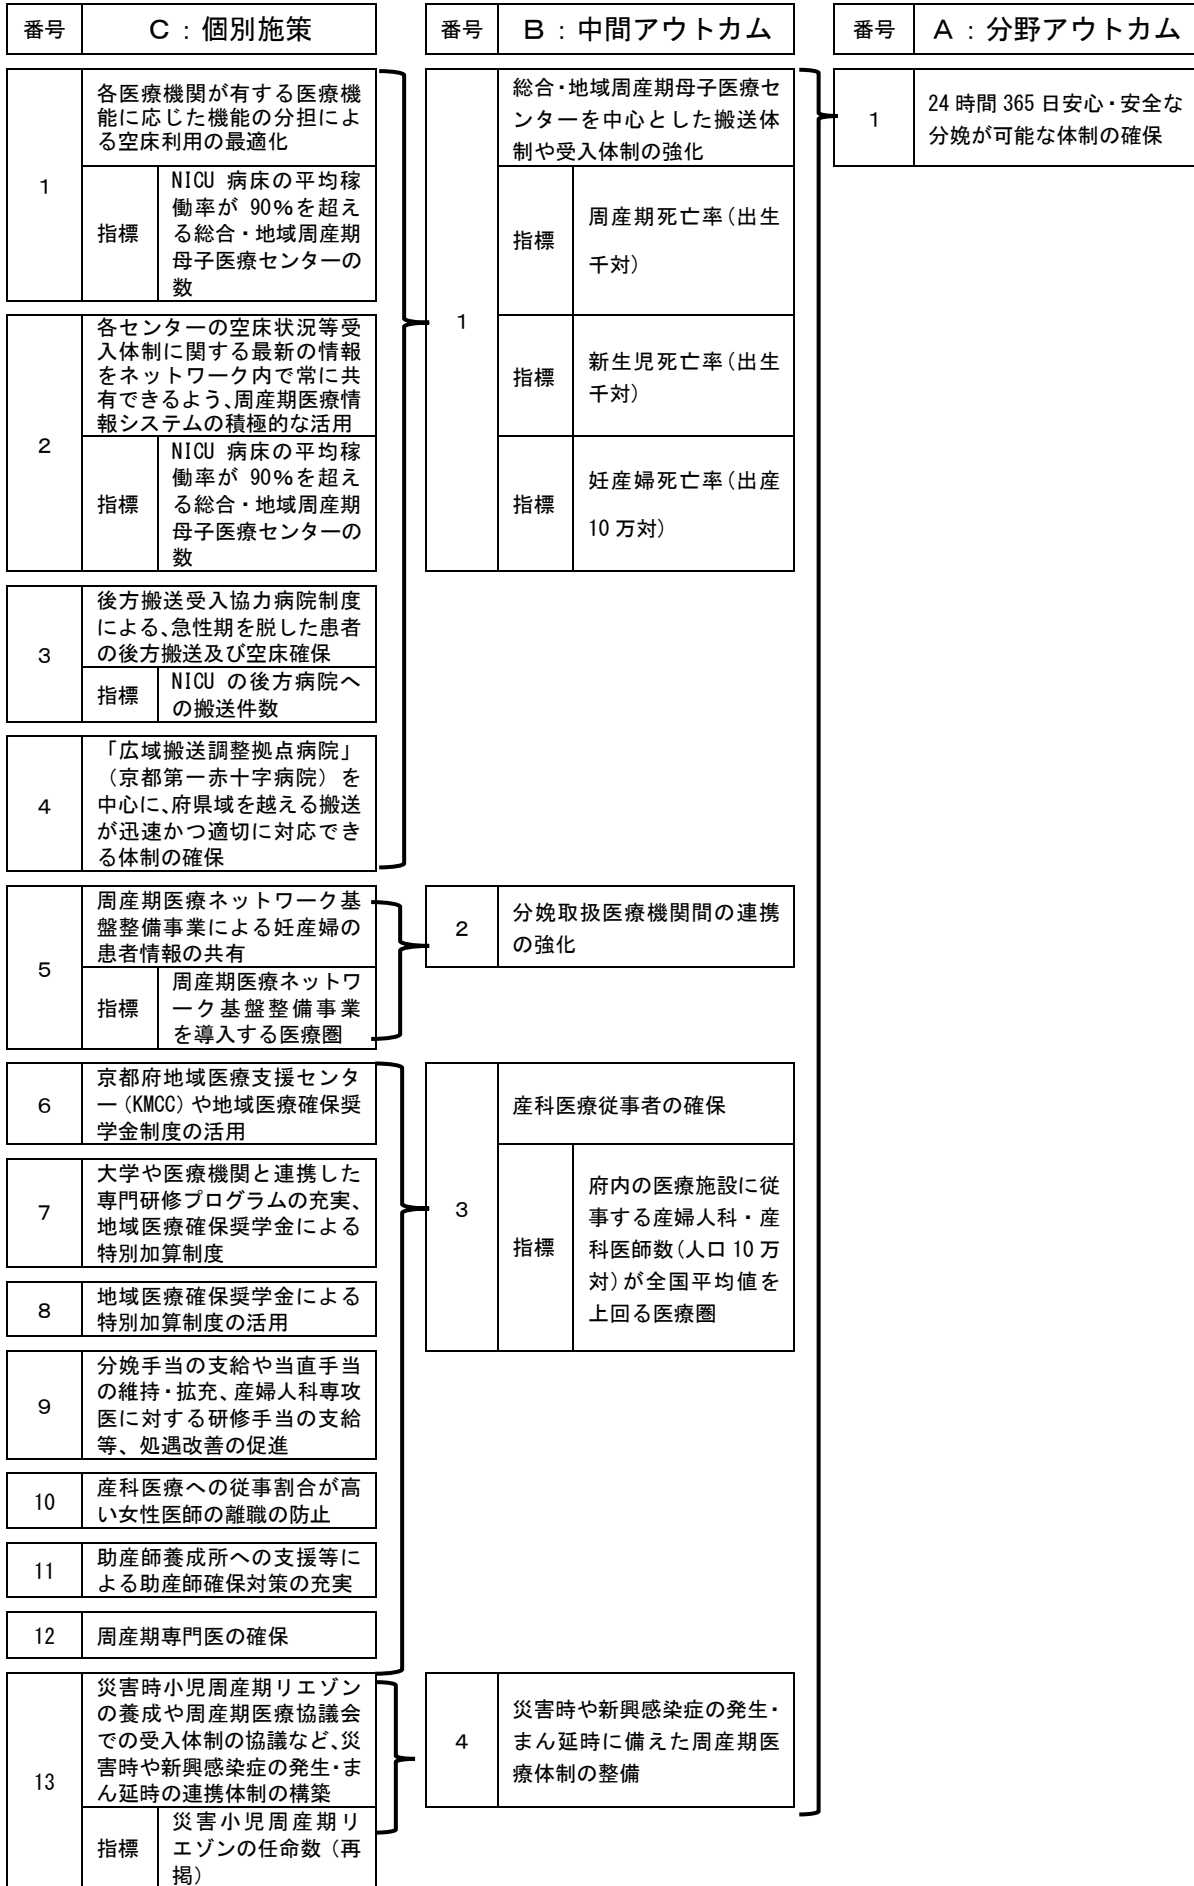 番号 C：個別施策
番号 B：中間アウトカム
番号 A：分野アウトカム
1
各医療機関が有する医療機
能に応じた機能の分担によ
る空床利用の最適化
指標
NICU 病床の平均稼
働率が 90％を超え
る総合・地域周産期
母子医療センターの
数
2
各センターの空床状況等受
入体制に関する最新の情報
をネットワーク内で常に共
有できるよう、周産期医療情
報システムの積極的な活用
指標
NICU 病床の平均稼
働率が 90％を超え
る総合・地域周産期
母子医療センターの
数
3
後方搬送受入協力病院制度
による、急性期を脱した患者
の後方搬送及び空床確保
指標
NICU の後方病院へ
の搬送件数
4
「広域搬送調整拠点病院」
（京都第一赤十字病院）を
中心に、府県域を越える搬送
が迅速かつ適切に対応でき
る体制の確保
5
周産期医療ネットワーク基
盤整備事業による妊産婦の
患者情報の共有
指標
周産期医療ネットワ
ーク基盤整備事業
を導入する医療圏
6
京都府地域医療支援センタ
ー（KMCC）や地域医療確保奨
学金制度の活用
7
大学や医療機関と連携した
専門研修プログラムの充実、
地域医療確保奨学金による
特別加算制度
8
地域医療確保奨学金による
特別加算制度の活用
9
分娩手当の支給や当直手当
の維持・拡充、産婦人科専攻
医に対する研修手当の支給
等、処遇改善の促進
10
産科医療への従事割合が高
い女性医師の離職の防止
11
助産師養成所への支援等に
よる助産師確保対策の充実
12
周産期専門医の確保
13
災害時小児周産期リエゾン
の養成や周産期医療協議会
での受入体制の協議など、災
害時や新興感染症の発生・ま
ん延時の連携体制の構築
指標
災害小児周産期リ
エゾンの任命数（再
掲）
1
総合・地域周産期母子医療セ
ンターを中心とした搬送体
制や受入体制の強化
指標
周産期死亡率（出生
千対）
指標
新生児死亡率（出生
千対）
指標
妊産婦死亡率（出産
10 万対）
2
分娩取扱医療機関間の連携
の強化
3
産科医療従事者の確保
指標
府内の医療施設に従
事する産婦人科・産
科医師数（人口 10 万
対）が全国平均値を
上回る医療圏
4
災害時や新興感染症の発生・
まん延時に備えた周産期医
療体制の整備
1
24 時間 365 日安心・安全な
分娩が可能な体制の確保